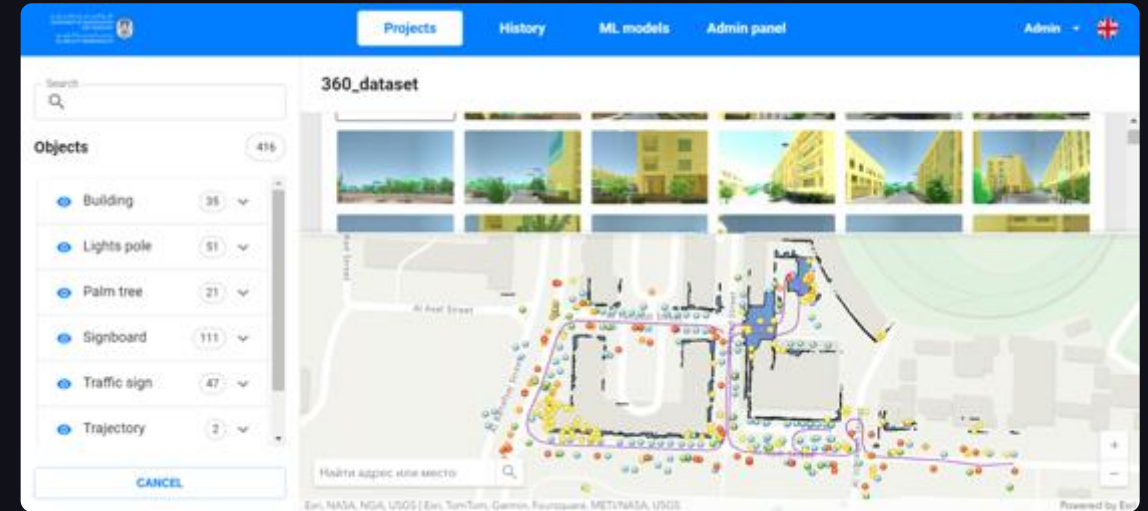 Projects
History
ML models
Admin panel
Admin
Search
360_dataset
Objects
416
Building
35
Lights pole
51
Palm tree
21
Signboard
111
Traffic sign
47
Trajectory
2
CANCEL
Al Asal Street
Найти адрес или место
Esri, NASA, NGA, USGS | Esri, TomTom, Garmin, Foursquare, METI/NASA, USGS
Powered by Esri
+
−